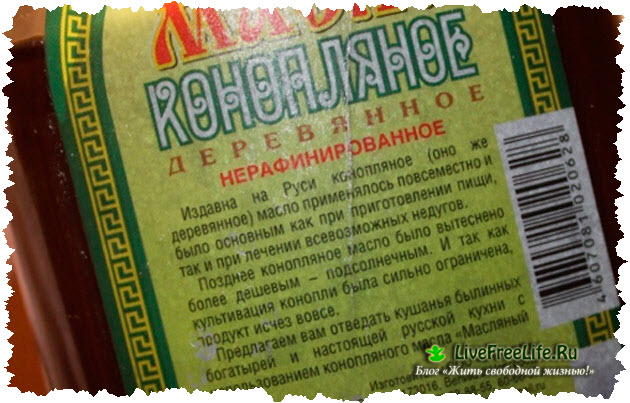 КОНОПЛЯНОЕ
ДЕРЕВЯННОЕ
НЕРАФИНИРОВАННОЕ
Издавна на Руси конопляное (оно же
деревянное) масло применялось повсеместно и
было основным как при приготовлении пищи,
так и при лечении всевозможных недугов.
Позднее конопляное масло было вытеснено
более дешевым – подсолнечным. И так как
культивация конопли была сильно ограничена,
продукт исчез вовсе.
Предлагаем вам отведать кушанья былинных
богатырей и настоящей русской кухни с
использованием конопляного «Масляный
4607081020628
LiveFreeLife.Ru
Блог «Жить свободной жизнью!»